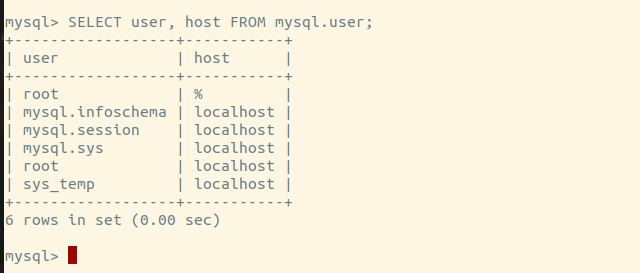 mysql> SELECT user, host FROM mysql.user;
+------------------+-----------+
| user             | host      |
+------------------+-----------+
| root             | %         |
| mysql.infoschema | localhost |
| mysql.session    | localhost |
| mysql.sys        | localhost |
| root             | localhost |
| sys_temp         | localhost |
+------------------+-----------+
6 rows in set (0.00 sec)
mysql>